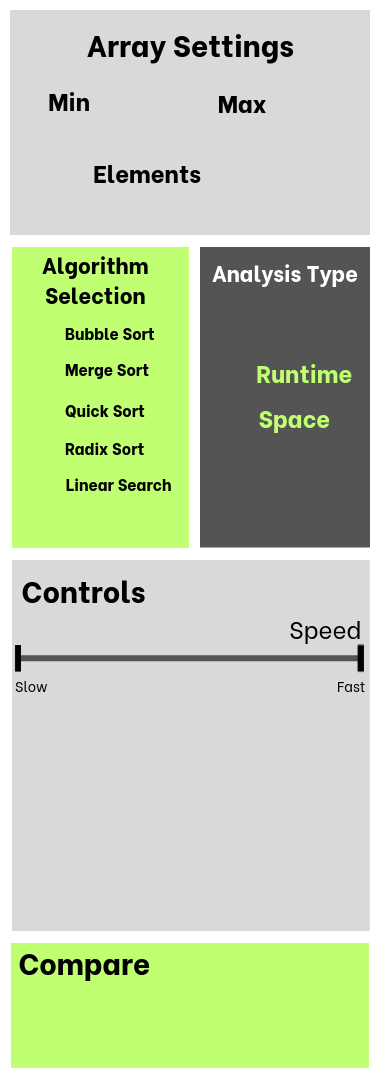 Array Settings
Min
Max
Elements
Algorithm
Selection
Bubble Sort
Merge Sort
Quick Sort
Radix Sort
Linear Search
Analysis Type
Runtime
Space
Controls
Speed
Slow
Fast
Compare